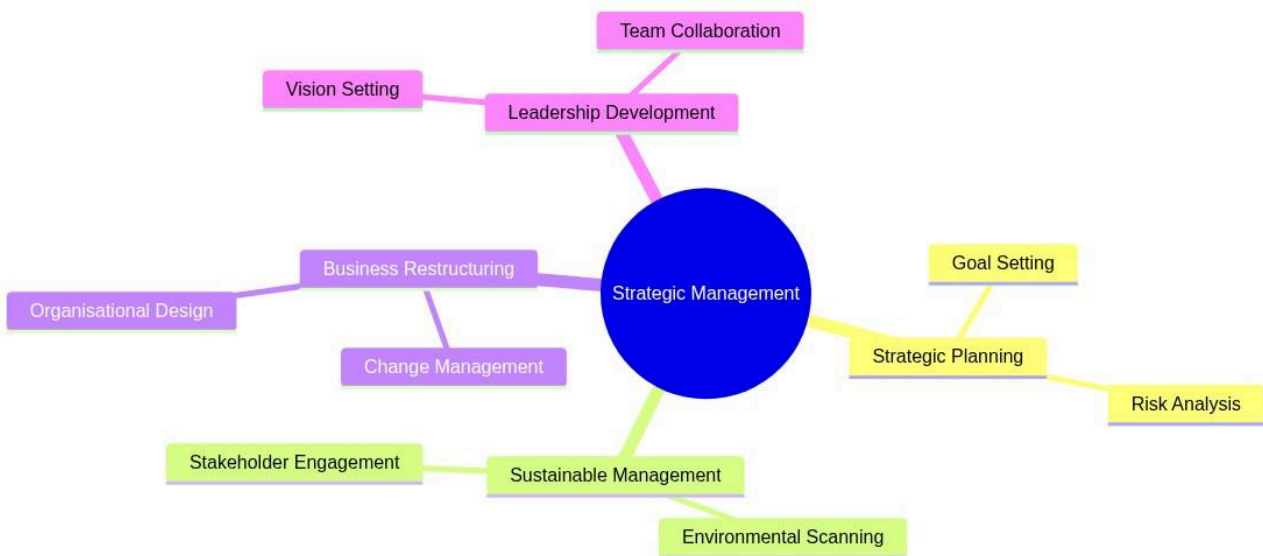 Team Collaboration
Vision Setting
Leadership Development
Business Restructuring
Organisational Design
Change Management
Strategic Management
Goal Setting
Strategic Planning
Risk Analysis
Stakeholder Engagement
Sustainable Management
Environmental Scanning